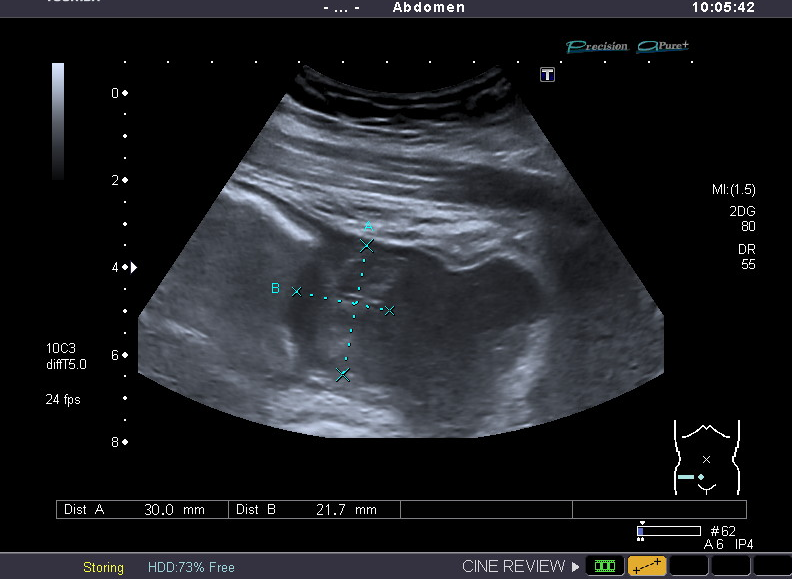 - ... - Abdomen 10:05:42
Precision APure+
T
0
2
4
6
8
A
B
MI:(1.5)
2DG
80
DR
55
10C3
diffT5.0
24 fps
Dist A 30.0 mm Dist B 21.7 mm
#62
A 6 IP4
Storing HDD:73% Free CINE REVIEW